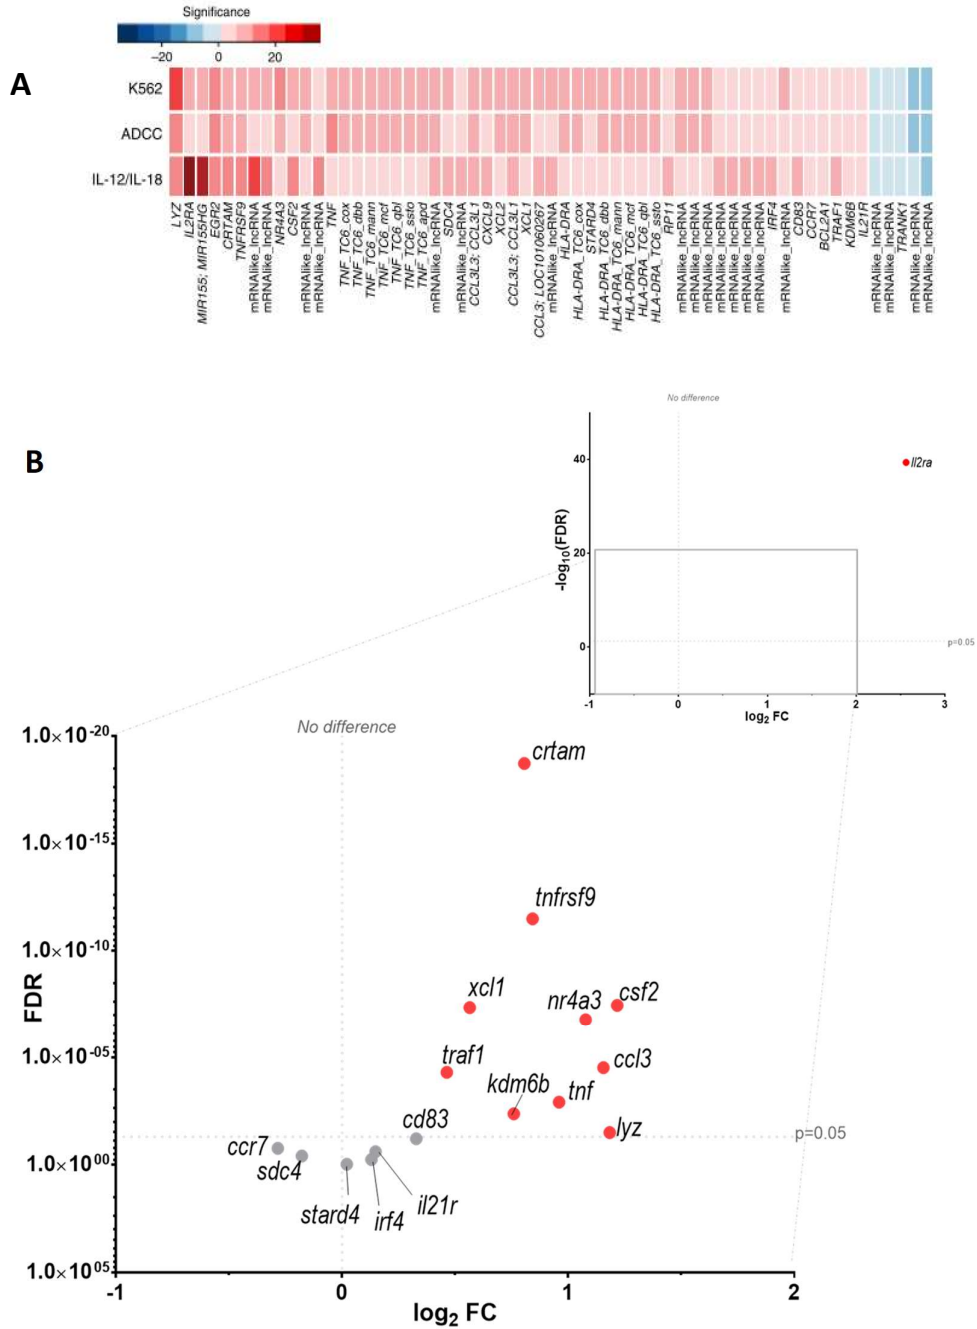 Significance
−20
0
20
A
K562
ADCC
IL-12/IL-18
LYZ
IL2RA
MIR155; MIR155HG
EGR2
CRTAM
TNFRSF9
mRNAlike_lncRNA
mRNAlike_lncRNA
NR4A3
CSF2
mRNAlike_lncRNA
mRNAlike_lncRNA
TNF
TNF_TC6_cox
TNF_TC6_dbb
TNF_TC6_mann
TNF_TC6_mcf
TNF_TC6_qbl
TNF_TC6_ssto
TNF_TC6_apd
mRNAlike_lncRNA
SDC4
mRNAlike_lncRNA
CCL3L3; CCL3L1
CXCL9
XCL2
CCL3L3; CCL3L1
XCL1
CCL3; LOC101060267
mRNAlike_lncRNA
HLA-DRA
HLA-DRA_TC6_cox
STARD4
HLA-DRA_TC6_dbb
HLA-DRA_TC6_mann
HLA-DRA_TC6_mcf
HLA-DRA_TC6_qbl
HLA-DRA_TC6_ssto
RP11
mRNAlike_lncRNA
mRNAlike_lncRNA
mRNAlike_lncRNA
mRNAlike_lncRNA
mRNAlike_lncRNA
mRNAlike_lncRNA
mRNAlike_lncRNA
IRF4
mRNAlike_lncRNA
CD83
CCR7
BCL2A1
TRAF1
KDM6B
IL21R
mRNAlike_lncRNA
mRNAlike_lncRNA
TRANK1
mRNAlike_lncRNA
mRNAlike_lncRNA
B
No difference
-log10(FDR)
40
20
0
Il2ra
p=0.05
-1
0
1
2
3
log2 FC
No difference
FDR
1.0×10-20
1.0×10-15
1.0×10-10
1.0×10-05
1.0×1000
1.0×1005
crtam
tnfrsf9
xcl1
nr4a3
csf2
traf1
ccl3
kdm6b
tnf
cd83
lyz
p=0.05
ccr7
sdc4
stard4
irf4
il21r
-1
0
1
2
log2 FC